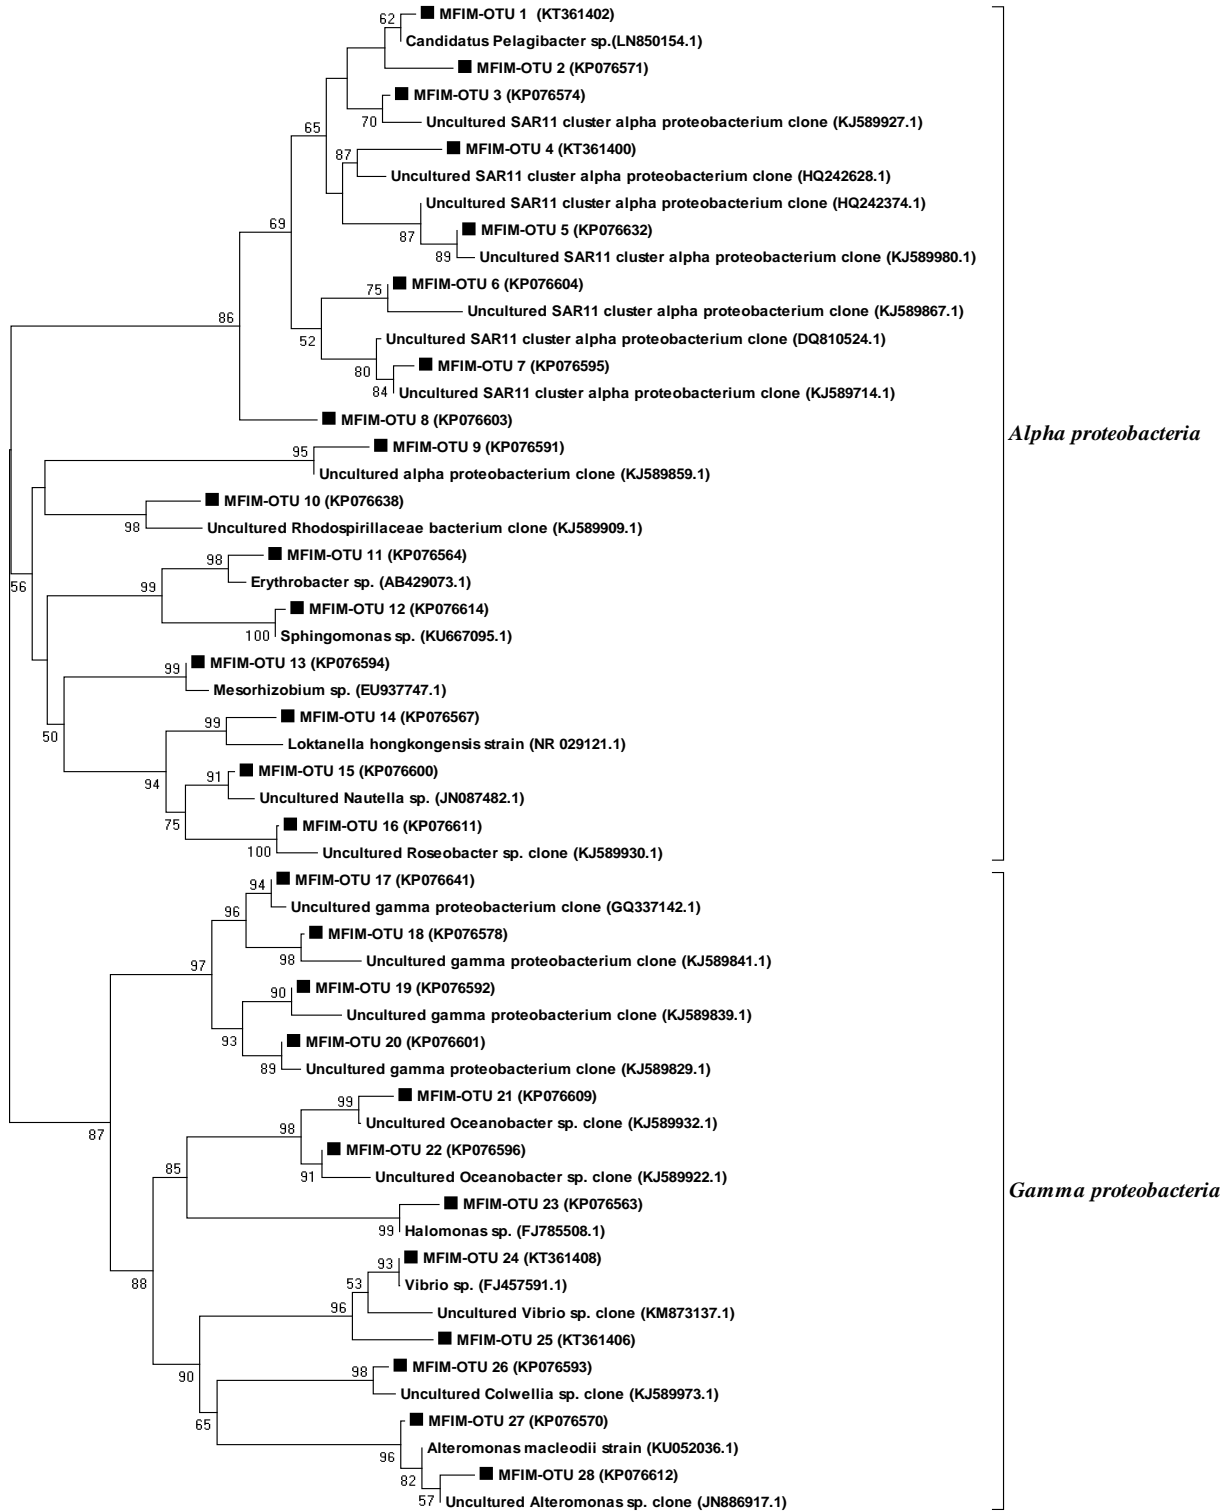 62
MFIM-OTU 1 (KT361402)
Candidatus Pelagibacter sp.(LN850154.1)
MFIM-OTU 2 (KP076571)
MFIM-OTU 3 (KP076574)
70
Uncultured SAR11 cluster alpha proteobacterium clone (KJ589927.1)
65
MFIM-OTU 4 (KT361400)
87
Uncultured SAR11 cluster alpha proteobacterium clone (HQ242628.1)
Uncultured SAR11 cluster alpha proteobacterium clone (HQ242374.1)
69
MFIM-OTU 5 (KP076632)
87
89
Uncultured SAR11 cluster alpha proteobacterium clone (KJ589980.1)
75
MFIM-OTU 6 (KP076604)
Uncultured SAR11 cluster alpha proteobacterium clone (KJ589867.1)
86
52
Uncultured SAR11 cluster alpha proteobacterium clone (DQ810524.1)
MFIM-OTU 7 (KP076595)
80
84
Uncultured SAR11 cluster alpha proteobacterium clone (KJ589714.1)
MFIM-OTU 8 (KP076603)
Alpha proteobacteria
95
MFIM-OTU 9 (KP076591)
Uncultured alpha proteobacterium clone (KJ589859.1)
MFIM-OTU 10 (KP076638)
98
Uncultured Rhodospirillaceae bacterium clone (KJ589909.1)
98
MFIM-OTU 11 (KP076564)
56
99
Erythrobacter sp. (AB429073.1)
MFIM-OTU 12 (KP076614)
100
Sphingomonas sp. (KU667095.1)
99
MFIM-OTU 13 (KP076594)
Mesorhizobium sp. (EU937747.1)
99
MFIM-OTU 14 (KP076567)
50
Loktanella hongkongensis strain (NR 029121.1)
94
91
MFIM-OTU 15 (KP076600)
Uncultured Nautella sp. (JN087482.1)
75
MFIM-OTU 16 (KP076611)
100
Uncultured Roseobacter sp. clone (KJ589930.1)
94
MFIM-OTU 17 (KP076641)
96
Uncultured gamma proteobacterium clone (GQ337142.1)
MFIM-OTU 18 (KP076578)
97
98
Uncultured gamma proteobacterium clone (KJ589841.1)
90
MFIM-OTU 19 (KP076592)
Uncultured gamma proteobacterium clone (KJ589839.1)
93
MFIM-OTU 20 (KP076601)
89
Uncultured gamma proteobacterium clone (KJ589829.1)
99
MFIM-OTU 21 (KP076609)
87
98
Uncultured Oceanobacter sp. clone (KJ589932.1)
MFIM-OTU 22 (KP076596)
85
91
Uncultured Oceanobacter sp. clone (KJ589922.1)
Gamma proteobacteria
MFIM-OTU 23 (KP076563)
99
Halomonas sp. (FJ785508.1)
93
MFIM-OTU 24 (KT361408)
88
53
Vibrio sp. (FJ457591.1)
96
Uncultured Vibrio sp. clone (KM873137.1)
MFIM-OTU 25 (KT361406)
90
98
MFIM-OTU 26 (KP076593)
Uncultured Colwellia sp. clone (KJ589973.1)
65
MFIM-OTU 27 (KP076570)
96
Alteromonas macleodii strain (KU052036.1)
82
MFIM-OTU 28 (KP076612)
57
Uncultured Alteromonas sp. clone (JN886917.1)